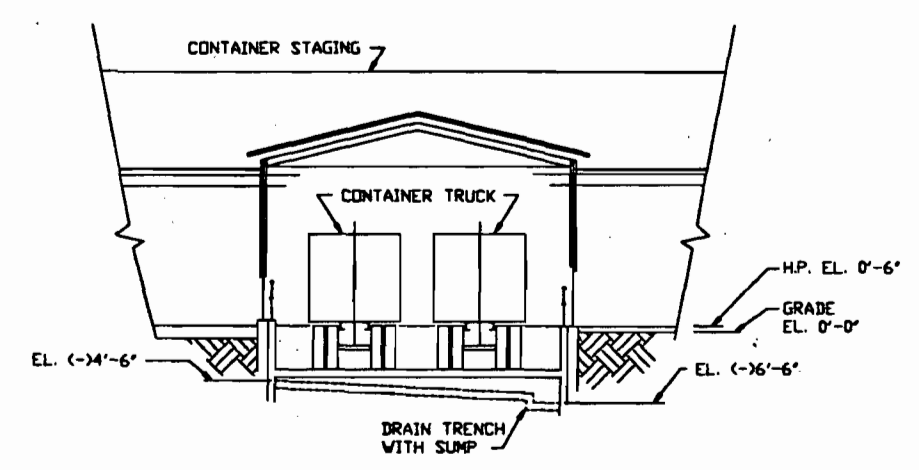 CONTAINER STAGING
CONTAINER TRUCK
H.P. EL. 0'-6"
GRADE
EL. 0'-0"
EL. (-)4'-6"
EL. (-)6'-6"
DRAIN TRENCH
WITH SUMP